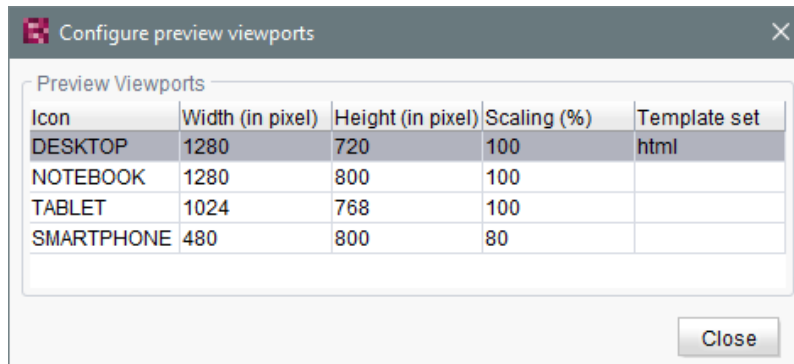 Configure preview viewports
Preview Viewports
Icon Width (in pixel) Height (in pixel) Scaling (%) Template set
DESKTOP 1280 720 100 html
NOTEBOOK 1280 800 100
TABLET 1024 768 100
SMARTPHONE 480 800 80
Close